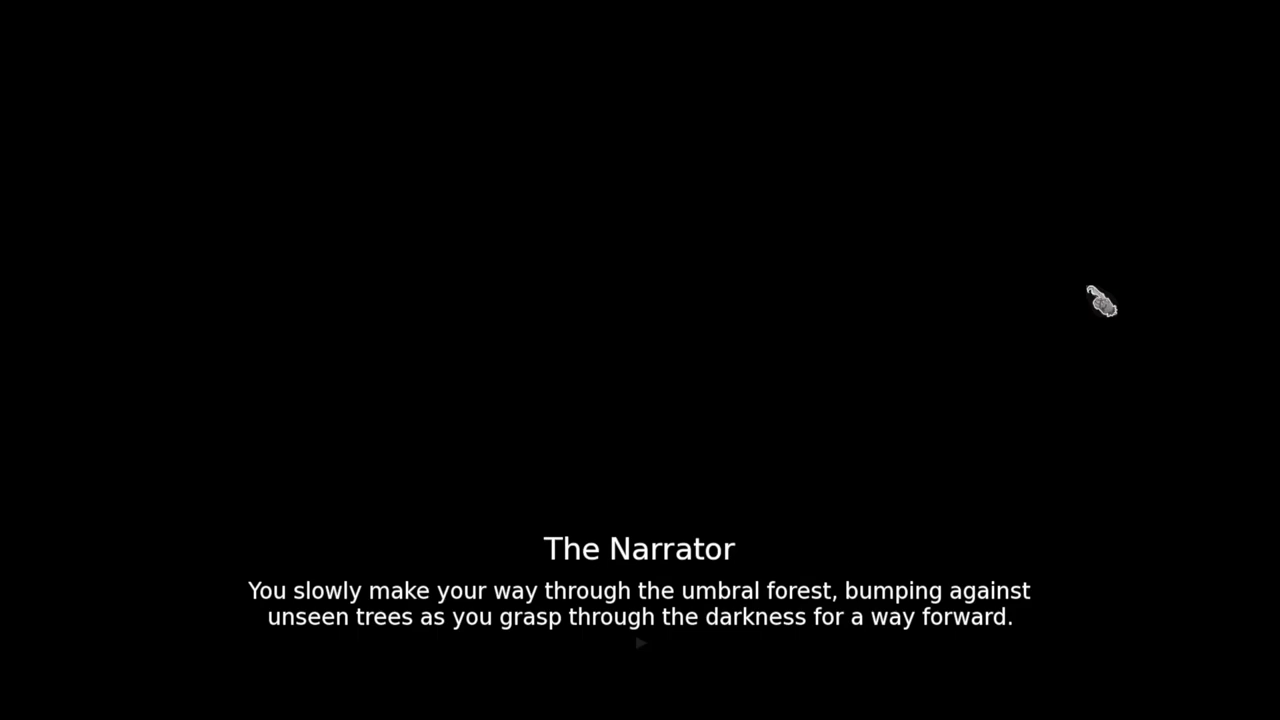 The Narrator
You slowly make your way through the umbral forest, bumping against
unseen trees as you grasp through the darkness for a way forward.